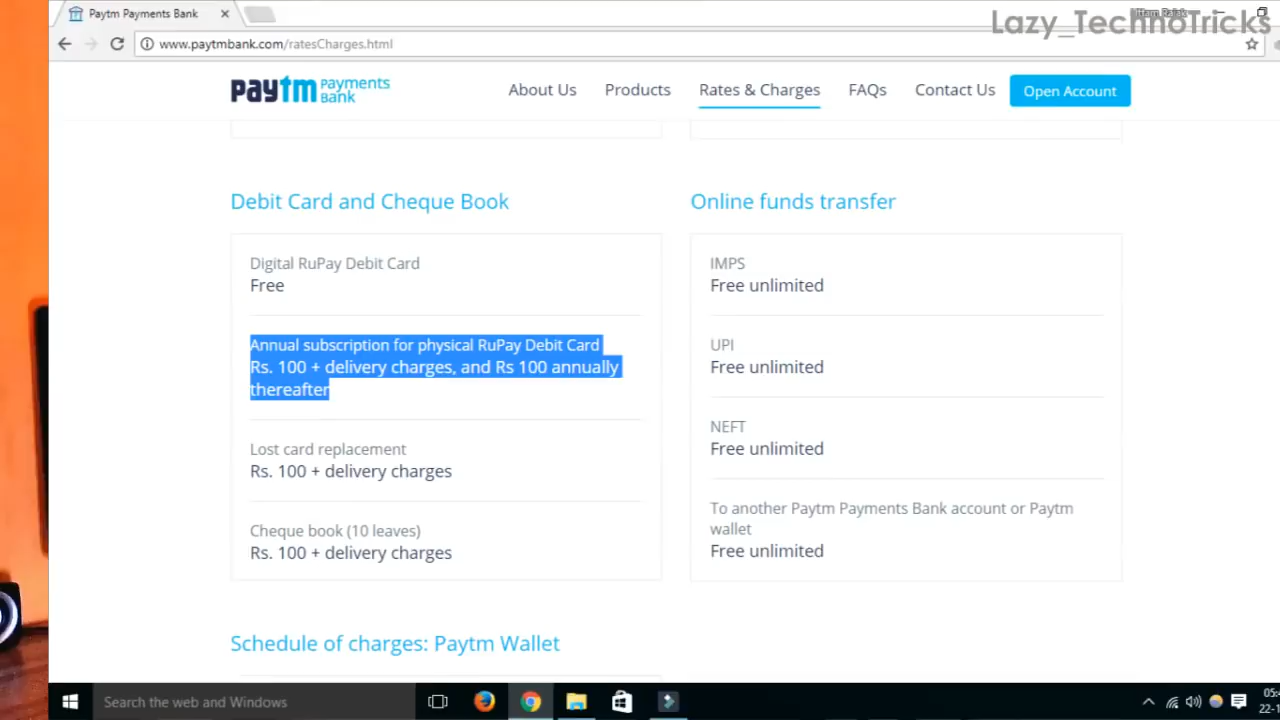 Paytm Payments Bank
Lazy_TechnoTricks
www.paytmbank.com/ratesCharges.html
paytm Payments Bank
About Us
Products
Rates & Charges
FAQs
Contact Us
Open Account
Debit Card and Cheque Book
Digital RuPay Debit Card
Free
Annual subscription for physical RuPay Debit Card
Rs. 100 + delivery charges, and Rs 100 annually
thereafter
Lost card replacement
Rs. 100 + delivery charges
Cheque book (10 leaves)
Rs. 100 + delivery charges
Online funds transfer
IMPS
Free unlimited
UPI
Free unlimited
NEFT
Free unlimited
To another Paytm Payments Bank account or Paytm
wallet
Free unlimited
Schedule of charges: Paytm Wallet
Search the web and Windows